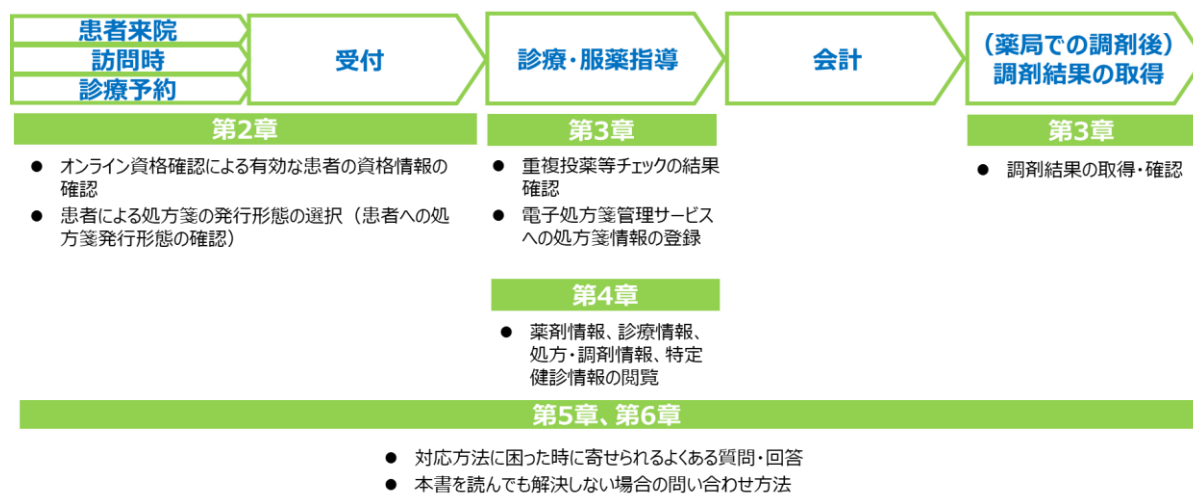 患者来院
訪問時
診療予約
受付
診療・服薬指導
会計
（薬局での調剤後）
調剤結果の取得
第2章
● オンライン資格確認による有効な患者の資格情報の
確認
● 患者による処方箋の発行形態の選択（患者への処
方箋発行形態の確認）
第3章
● 重複投薬等チェックの結果
確認
● 電子処方箋管理サービス
への処方箋情報の登録
第3章
● 調剤結果の取得・確認
第4章
● 薬剤情報、診療情報、
処方・調剤情報、特定
健診情報の閲覧
第5章、第6章
● 対応方法に困った時に寄せられるよくある質問・回答
● 本書を読んでも解決しない場合の問い合わせ方法